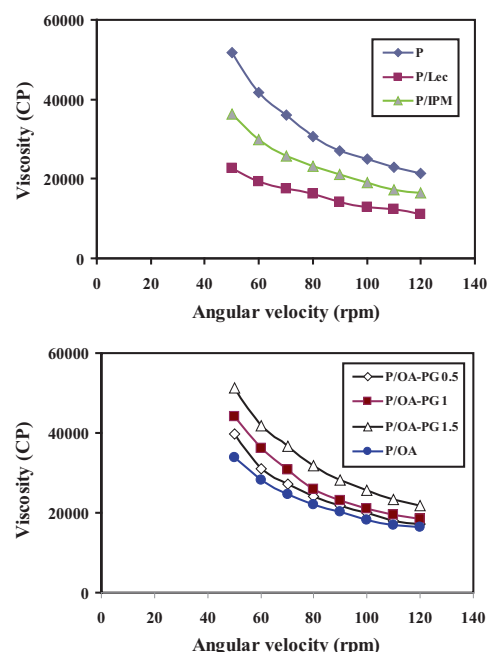 60000
40000
20000
0
Viscosity (CP)
P
P/Lec
P/IPM
0 20 40 60 80 100 120 140
Angular velocity (rpm)
60000
40000
20000
0
Viscosity (CP)
P/OA-PG 0.5
P/OA-PG 1
P/OA-PG 1.5
P/OA
0 20 40 60 80 100 120 140
Angular velocity (rpm)